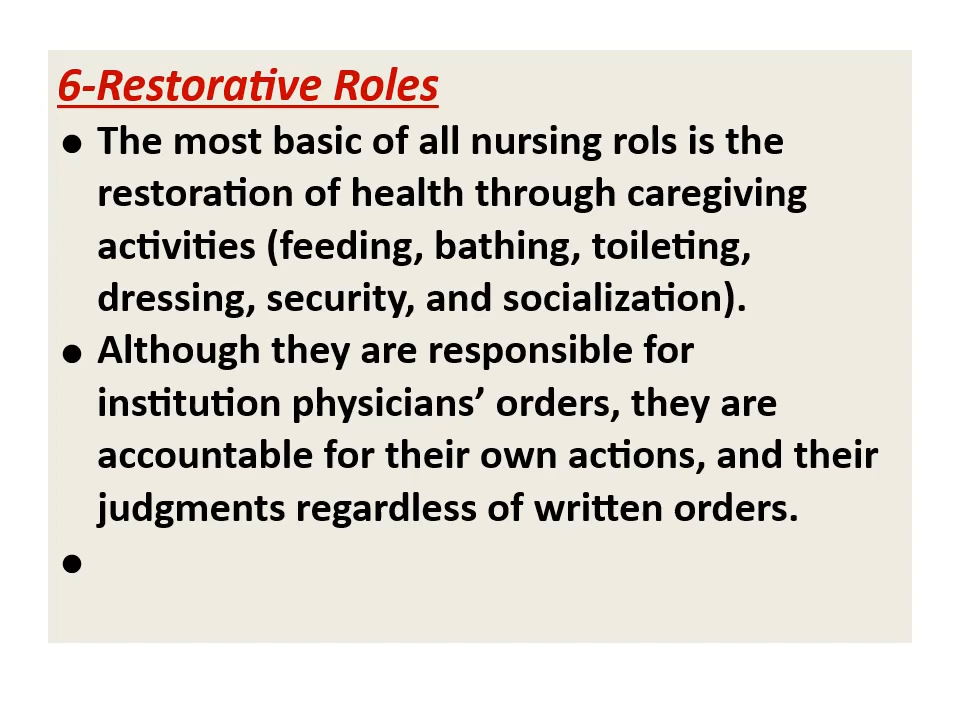 6-Restorative Roles
● The most basic of all nursing rols is the
restoration of health through caregiving
activities (feeding, bathing, toileting,
dressing, security, and socialization).
● Although they are responsible for
institution physicians’ orders, they are
accountable for their own actions, and their
judgments regardless of written orders.
●